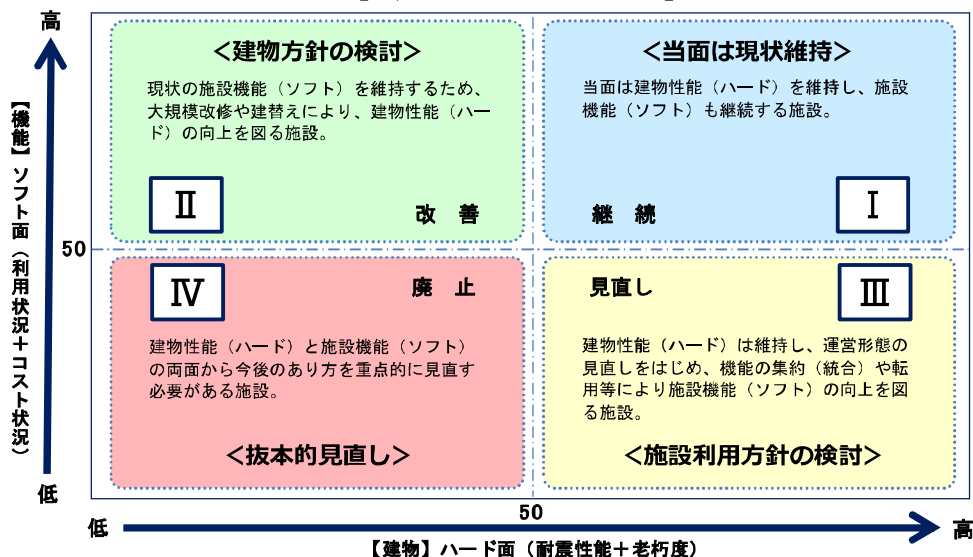 高
<建物方針の検討>
現状の施設機能（ソフト）を維持するため、
大規模改修や建替えにより、建物性能（ハー
ド）の向上を図る施設。
Ⅱ
改 善
<当面は現状維持>
当面は建物性能（ハード）を維持し、施設
機能（ソフト）も継続する施設。
継 続
Ⅰ
【機能】ソフト面（利用状況＋コスト状況）
50
Ⅳ
廃 止
建物性能（ハード）と施設機能（ソフト）
の両面から今後のあり方を重点的に見直す
必要がある施設。
<抜本的見直し>
見直し
Ⅲ
建物性能（ハード）は維持し、運営形態の
見直しをはじめ、機能の集約（統合）や転
用等により施設機能（ソフト）の向上を図
る施設。
<施設利用方針の検討>
低
低
50
高
【建物】ハード面（耐震性能＋老朽度）